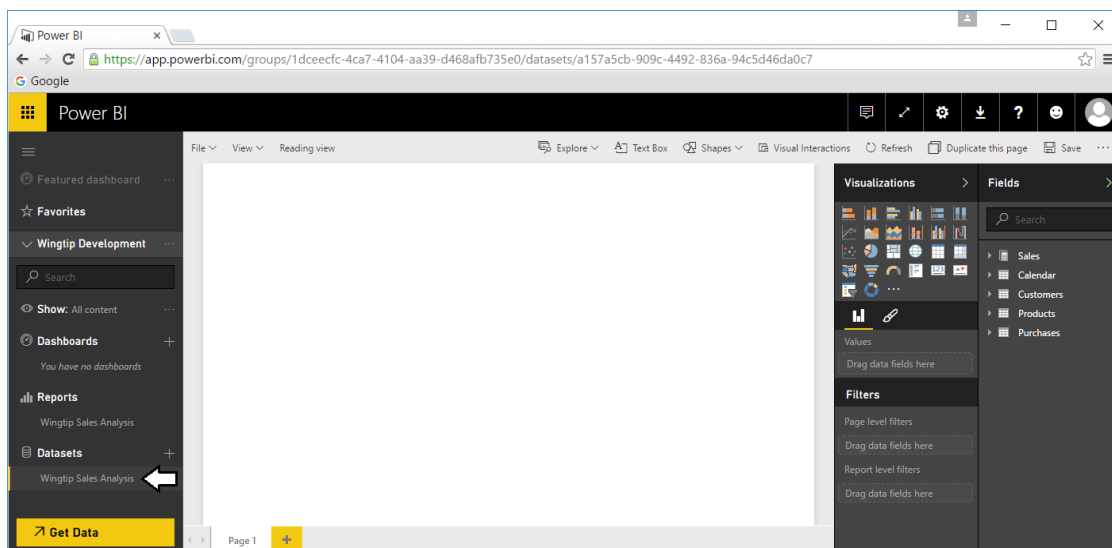 Power BI
https://app.powerbi.com/groups/1dceecfc-4ca7-4104-aa39-d468afb735e0/datasets/a157a5cb-909c-4492-836a-94c5d46da0c7
G Google
Power BI
File View Reading view Explore Text Box Shapes Visual Interactions Refresh Duplicate this page Save ...
Featured dashboard ...
Favorites
Wingtip Development ...
Search
Show: All content ...
Dashboards +
You have no dashboards
Reports
Wingtip Sales Analysis
Datasets +
Wingtip Sales Analysis
Get Data
Page 1 +
Visualizations
123
...
Values
Drag data fields here
Filters
Page level filters
Drag data fields here
Report level filters
Drag data fields here
Fields
Search
Sales
Calendar
Customers
Products
Purchases